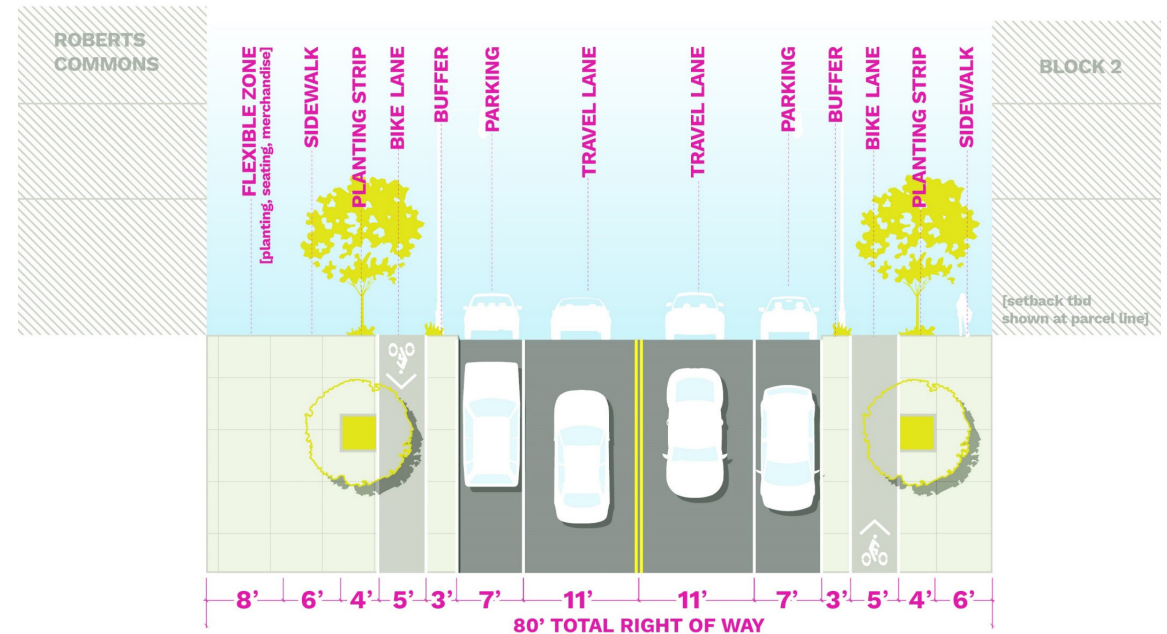 ROBERTS
COMMONS
FLEXIBLE ZONE
[planting, seating, merchandise]
SIDEWALK
PLANTING STRIP
BIKE LANE
BUFFER
PARKING
TRAVEL LANE
TRAVEL LANE
PARKING
BUFFER
BIKE LANE
PLANTING STRIP
SIDEWALK
BLOCK 2
[setback tbd
shown at parcel line]
8’ 6’ 4’ 5’ 3’ 7’ 11’ 11’ 7’ 3’ 5’ 4’ 6’
80’ TOTAL RIGHT OF WAY